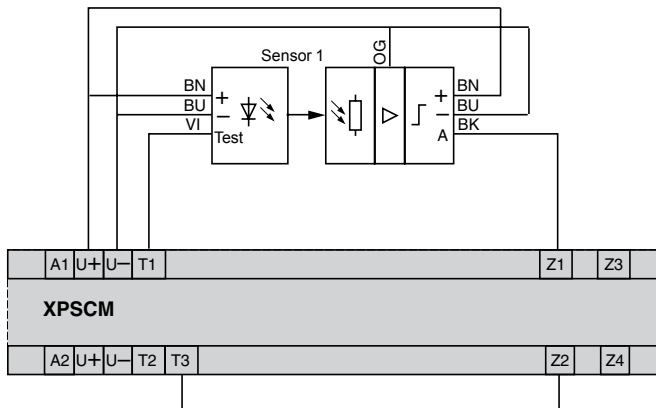 Sensor 1
OG
BN + + BN
BU − − BU
VI Test A BK
A1 U+ U− T1 Z1 Z3
XPSCM
A2 U+ U− T2 T3 Z2 Z4